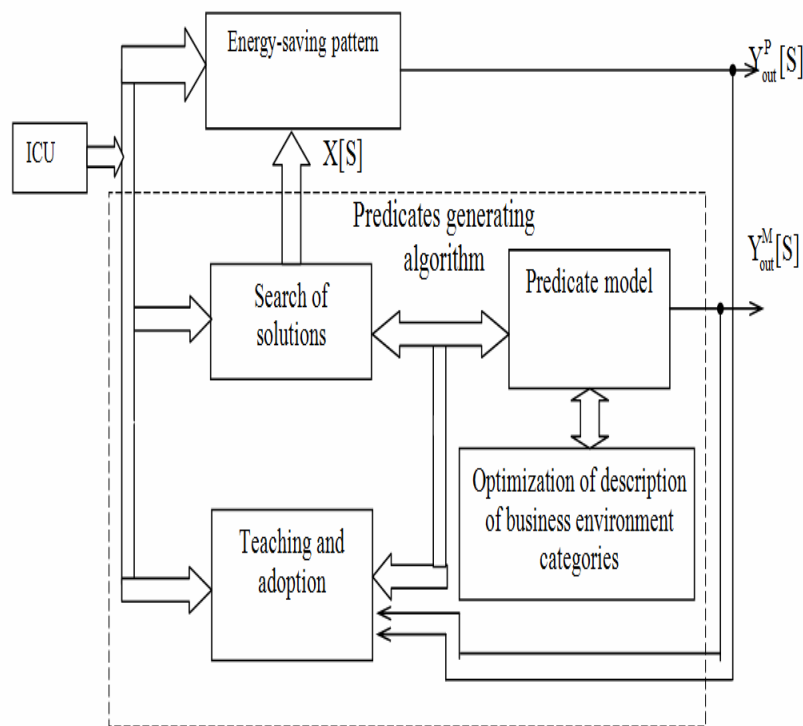 Energy-saving pattern
Y^P_out[S]
ICU
X[S]
Predicates generating
algorithm
Y^M_out[S]
Search of
solutions
Predicate model
Optimization of description
of business environment
categories
Teaching and
adoption